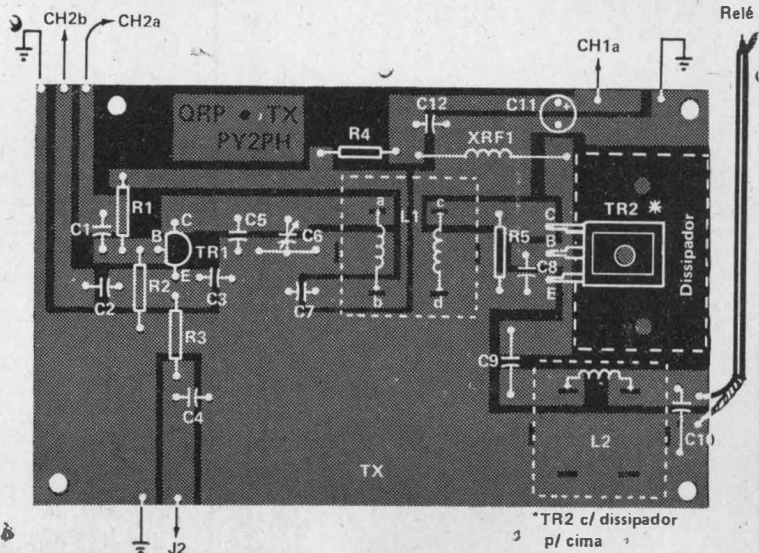 Relé
CH2b
CH2a
CH1a
QRP • TX
PY2PH
C12
C11
+
R4
XRF1
TR2 *
Dissipador
a
L1
c
C
B
E
R1
C1
C
B
TR1
E
C5
C6
R5
C8
R2
C2
C3
C7
b
d
R3
C9
C4
L2
C10
TX
J2
*TR2 c/ dissipador
p/ cima